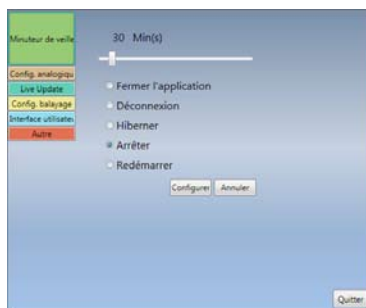 Minuteur de veille
30 Min(s)
Config. analogiqu
Live Update
Config. balayage
Interface utilisate
Autre
Fermer l'application
Déconnexion
Hiberner
Arrêter
Redémarrer
Configurer Annuler
Quitter